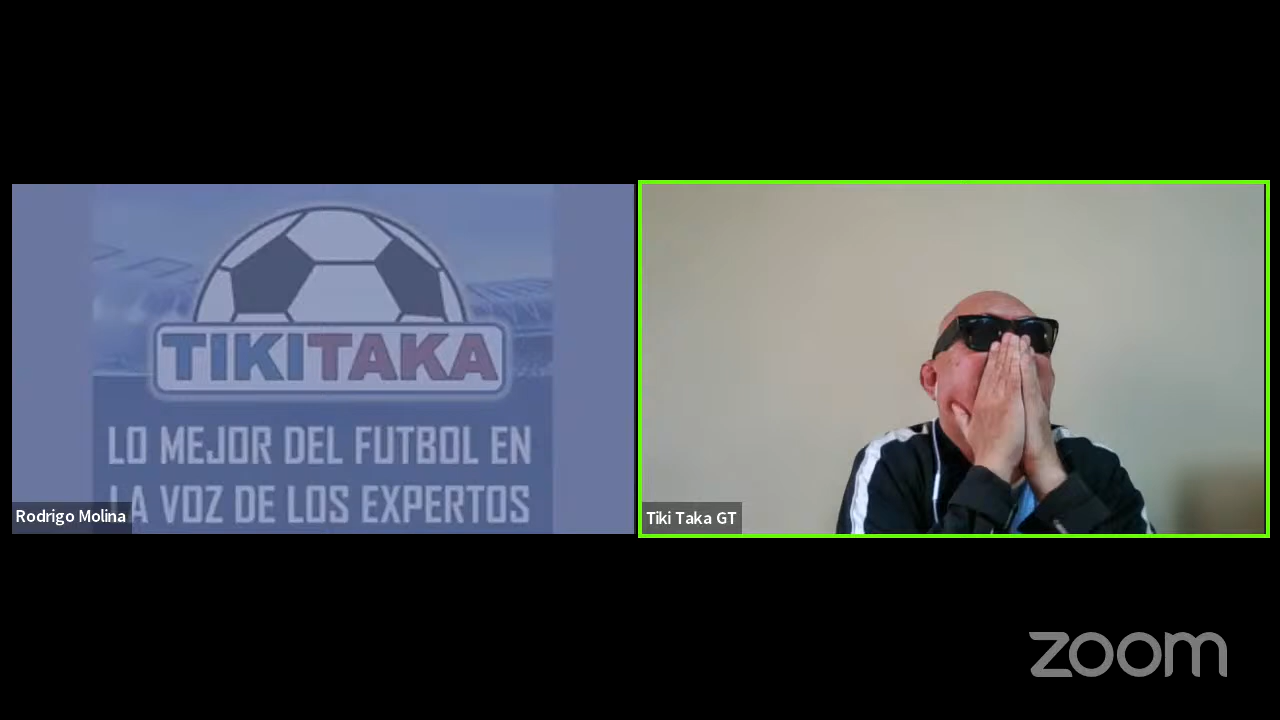 TIKITAKA
LO MEJOR DEL FUTBOL EN
LA VOZ DE LOS EXPERTOS
Rodrigo Molina
Tiki Taka GT
zoom